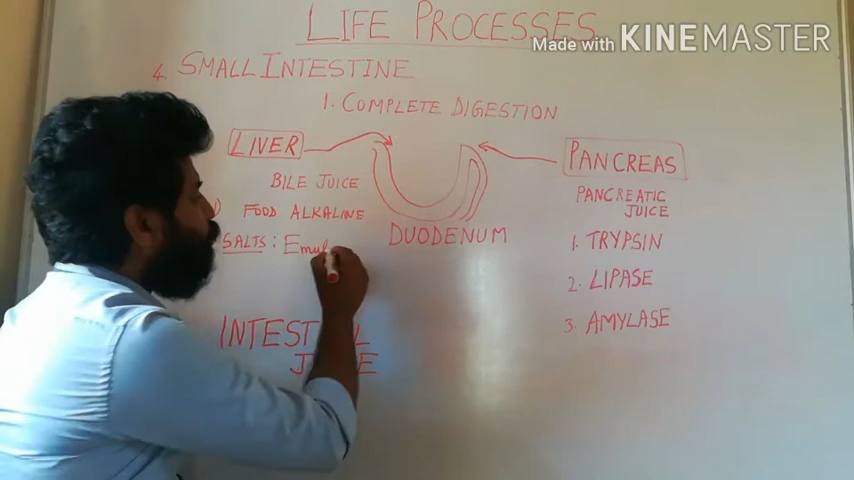 LIFE PROCESSES
Made with KINEMASTER
4. SMALL INTESTINE
1. COMPLETE DIGESTION
LIVER
PANCREAS
BILE JUICE
PANCREATIC
JUICE
) FOOD ALKALINE
DUODENUM
1. TRYPSIN
SALTS: Emul
2. LIPASE
3. AMYLASE
INTEST L
J E